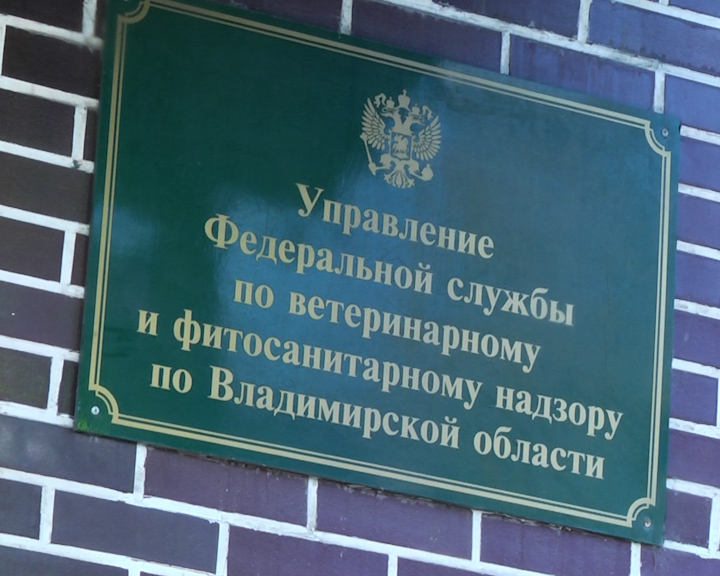 Управление
Федеральной службы
по ветеринарному
и фитосанитарному надзору
по Владимирской области